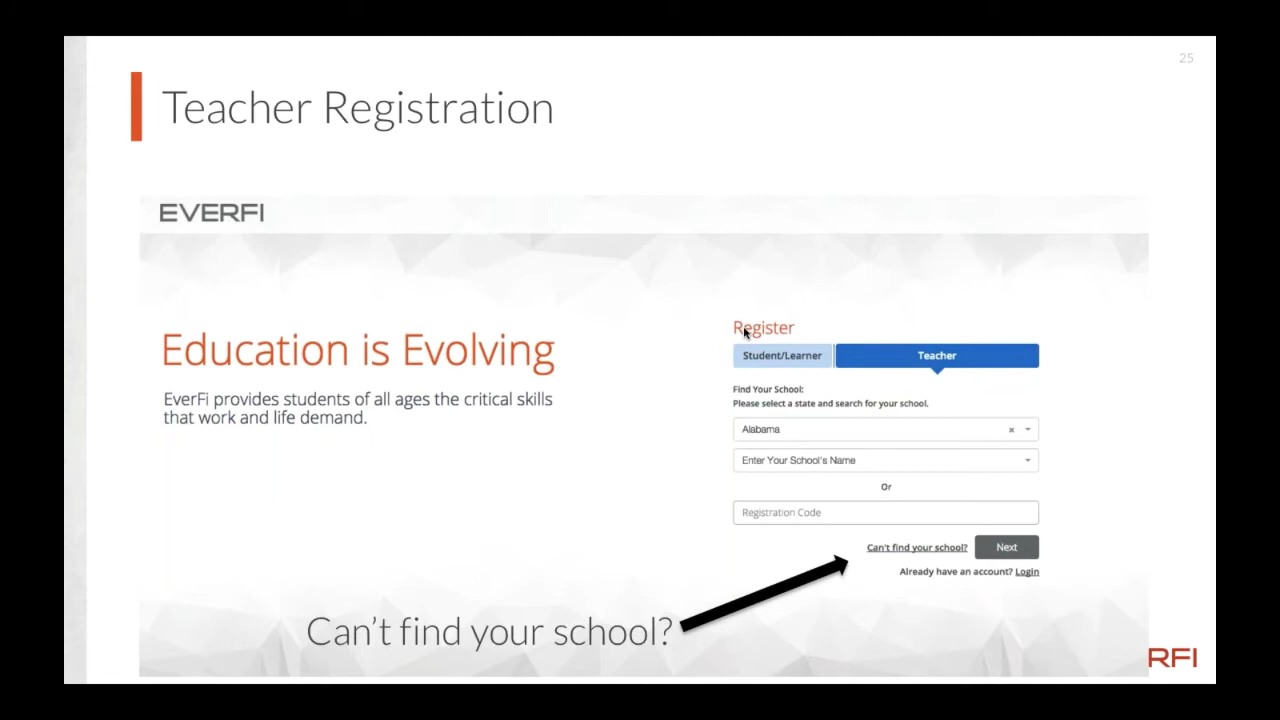 25
Teacher Registration
EVERFI
Education is Evolving
EverFi provides students of all ages the critical skills
that work and life demand.
Register
Student/Learner Teacher
Find Your School:
Please select a state and search for your school.
Alabama
Enter Your School's Name
Or
Registration Code
Can't find your school? Next
Already have an account? Login
Can't find your school?
RFI